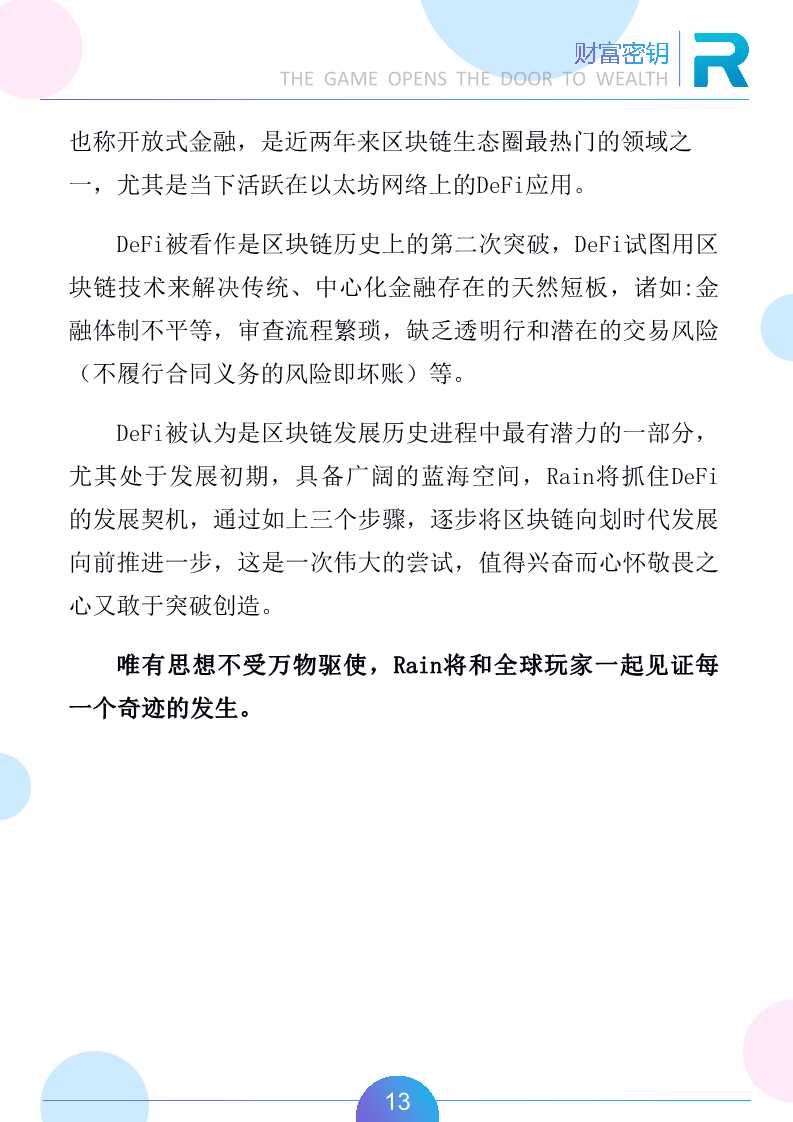 财富密钥
THE GAME OPENS THE DOOR TO WEALTH
也称开放式金融，是近两年来区块链生态圈最热门的领域之
一，尤其是当下活跃在以太坊网络上的DeFi应用。
DeFi被看作是区块链历史上的第二次突破，DeFi试图用区
块链技术来解决传统、中心化金融存在的天然短板，诸如:金
融体制不平等，审查流程繁琐，缺乏透明行和潜在的交易风险
（不履行合同义务的风险即坏账）等。
DeFi被认为是区块链发展历史进程中最有潜力的一部分，
尤其处于发展初期，具备广阔的蓝海空间，Rain将抓住DeFi
的发展契机，通过如上三个步骤，逐步将区块链向划时代发展
向前推进一步，这是一次伟大的尝试，值得兴奋而心怀敬畏之
心又敢于突破创造。
唯有思想不受万物驱使，Rain将和全球玩家一起见证每
一个奇迹的发生。
13